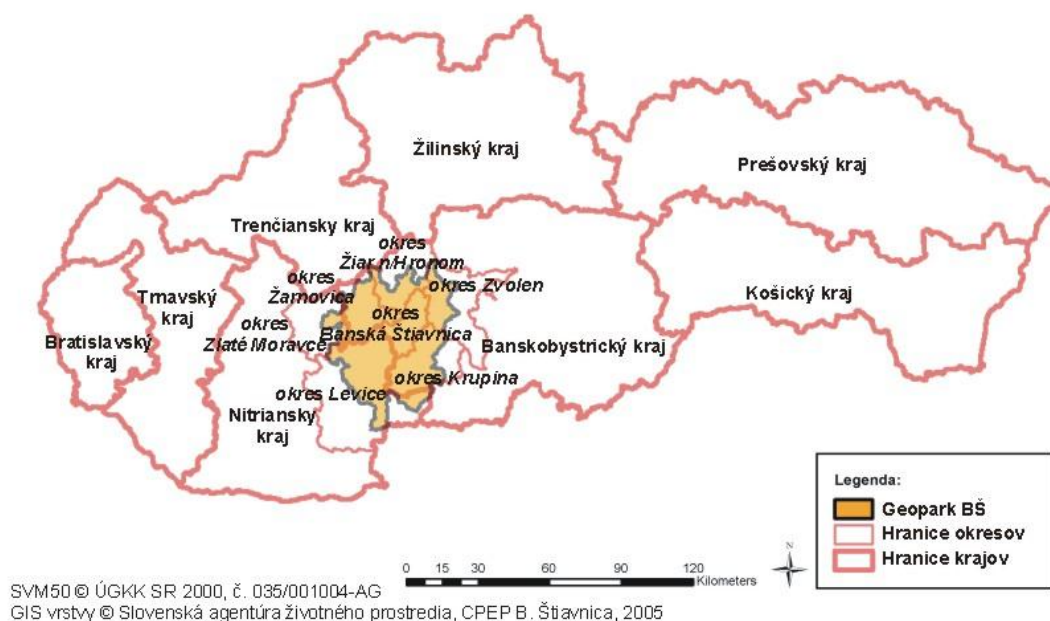 Žilinský kraj
Prešovský kraj
Trenčiansky kraj
okres
Žiar n/Hronom
okres
Žarnovica
okres Zvolen
Trnavský
kraj
okres
Zlaté Moravce
okres
Banská Štiavnica
Košický kraj
Bratislavský
kraj
Banskobystrický kraj
okres Krupina
okres Levice
Nitriansky
kraj
Legenda:
Geopark BŠ
Hranice okresov
Hranice krajov
N
0 15 30 60 90 120
Kilometers
SVM50 © ÚGKK SR 2000, č. 035/001004-AG
GIS vrstvy © Slovenská agentúra životného prostredia, CPEP B. Štiavnica, 2005